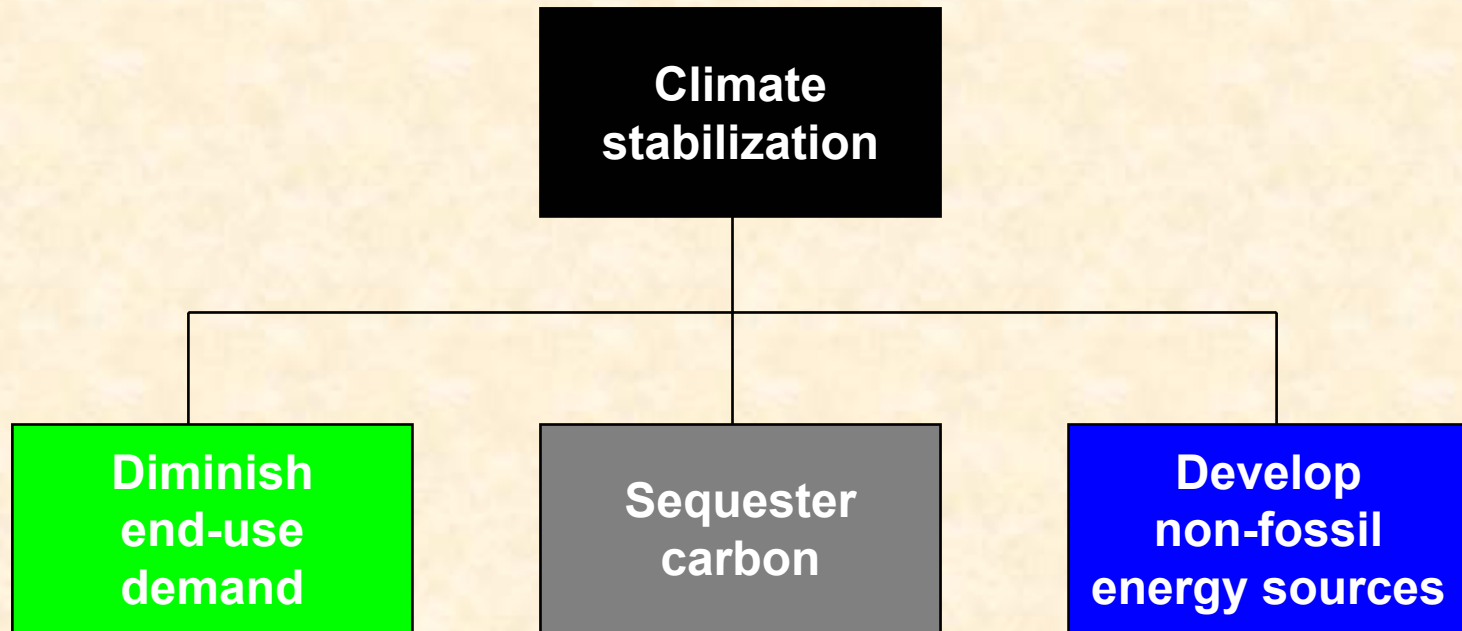 Climate
stabilization
Diminish
end-use
demand
Sequester
carbon
Develop
non-fossil
energy sources